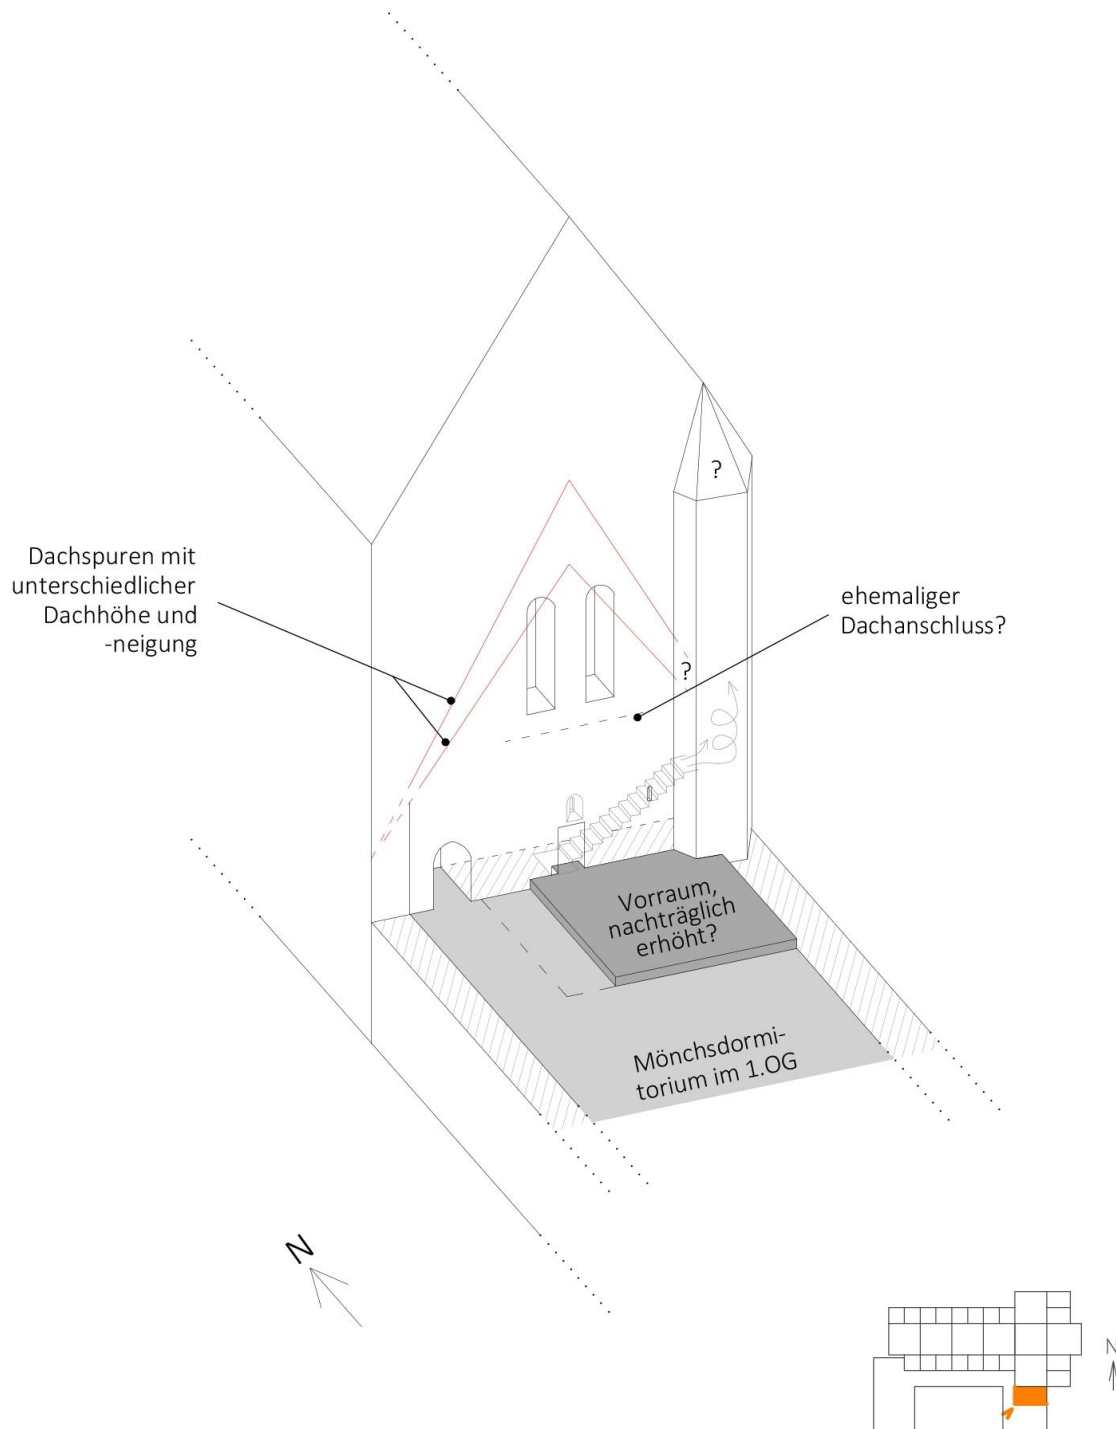 ?
Dachspuren mit
unterschiedlicher
Dachhöhe und
-neigung
ehemaliger
Dachanschluss?
?
Vorraum,
nachträglich
erhöht?
Mönchsdormi-
torium im 1.OG
N
N